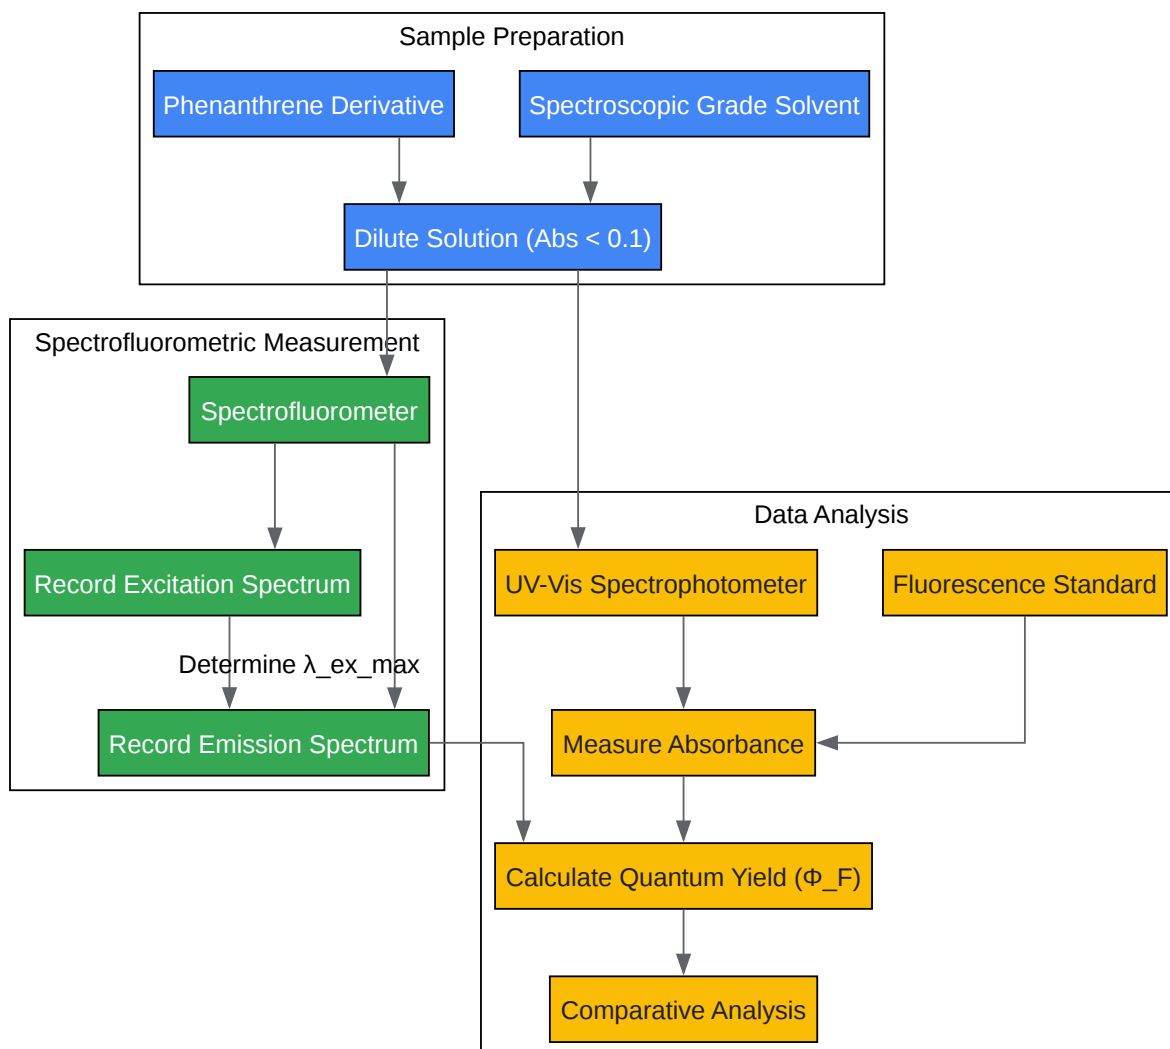 Sample Preparation
Phenanthrene Derivative
Spectroscopic Grade Solvent
Dilute Solution (Abs < 0.1)
Spectrofluorometric Measurement
Spectrofluorometer
Record Excitation Spectrum
Determine λ_ex_max
Record Emission Spectrum
Data Analysis
UV-Vis Spectrophotometer
Fluorescence Standard
Measure Absorbance
Calculate Quantum Yield (Φ_F)
Comparative Analysis